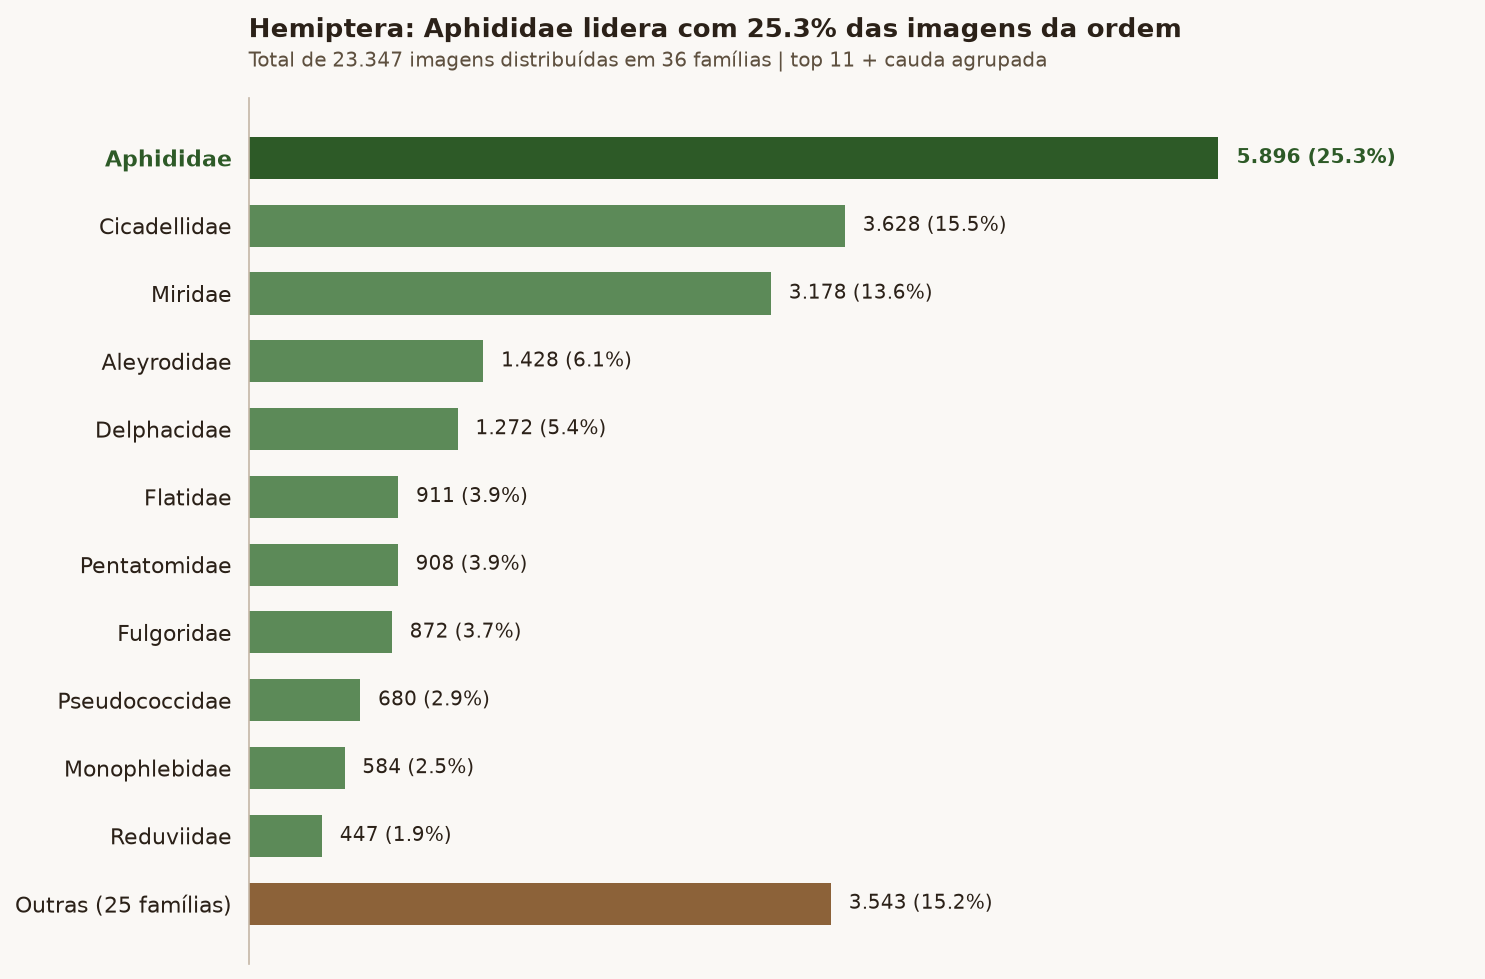 Hemiptera: Aphididae lidera com 25.3% das imagens da ordem
Total de 23.347 imagens distribuídas em 36 famílias | top 11 + cauda agrupada
Aphididae 5.896 (25.3%)
Cicadellidae 3.628 (15.5%)
Miridae 3.178 (13.6%)
Aleyrodidae 1.428 (6.1%)
Delphacidae 1.272 (5.4%)
Flatidae 911 (3.9%)
Pentatomidae 908 (3.9%)
Fulgoridae 872 (3.7%)
Pseudococcidae 680 (2.9%)
Monophlebidae 584 (2.5%)
Reduviidae 447 (1.9%)
Outras (25 famílias) 3.543 (15.2%)